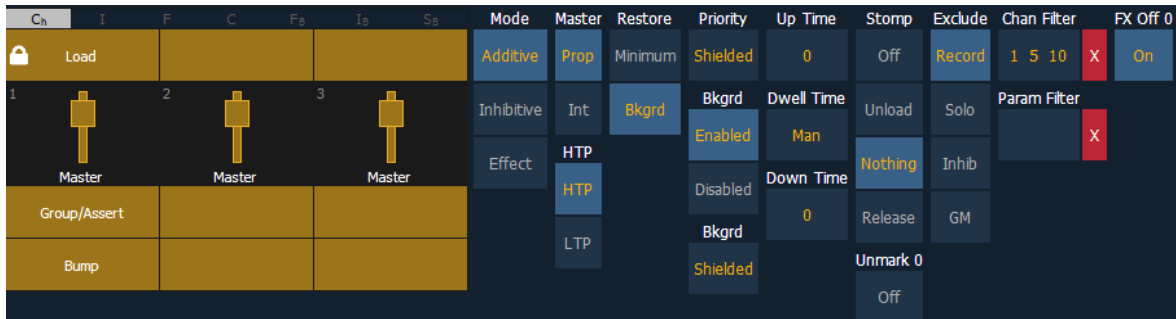 Ch I F C FB IB SB
Load
1 2 3
Master Master Master
Group/Assert
Bump
Mode
Additive
Inhibitive
Effect
Master
Prop
Int
HTP
HTP
LTP
Restore
Minimum
Bkgrd
Priority
Shielded
Bkgrd
Enabled
Disabled
Bkgrd
Shielded
Up Time
0
Dwell Time
Man
Down Time
0
Stomp
Off
Unload
Nothing
Release
Unmark 0
Off
Exclude
Record
Solo
Inhib
GM
Chan Filter
1 5 10 X
Param Filter
X
FX Off 0
On